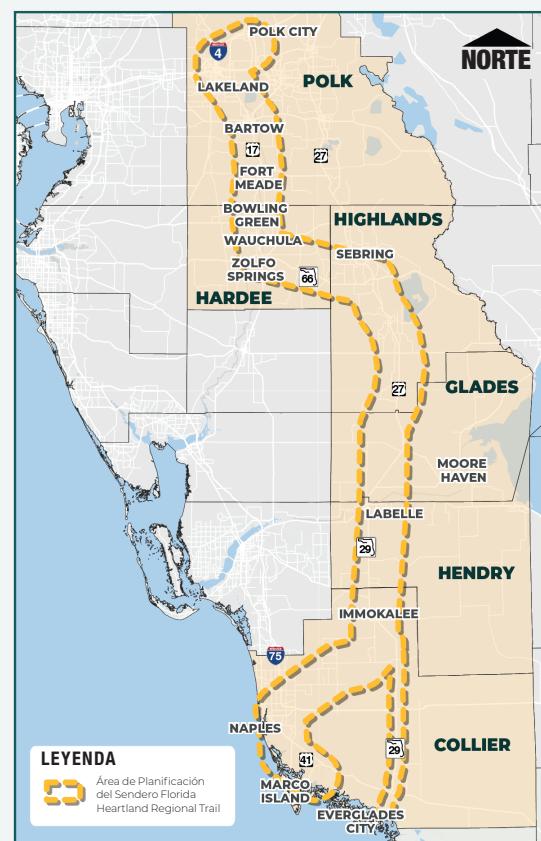 POLK CITY
4
NORTE
POLK
LAKELAND
BARTOW
17
27
FORT
MEADE
BOWLING
GREEN
HIGHLANDS
WAUCHULA
SEBRING
ZOLFO
SPRINGS
66
HARDEE
27
GLADES
MOORE
HAVEN
LABELLE
29
HENDRY
IMMOKALEE
75
NAPLES
29
COLLIER
41
MARCO
ISLAND
EVERGLADES
CITY
LEYENDA
Área de Planificación
del Sendero Florida
Heartland Regional Trail